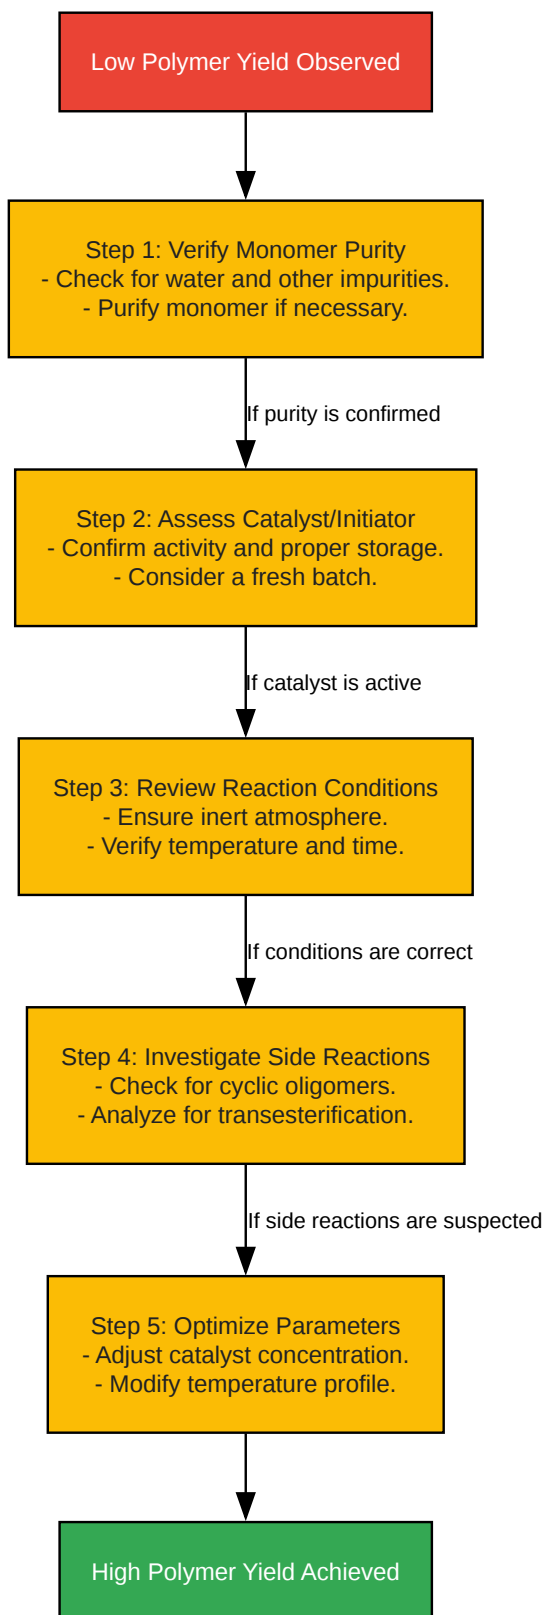 Low Polymer Yield Observed
Step 1: Verify Monomer Purity
- Check for water and other impurities.
- Purify monomer if necessary.
If purity is confirmed
Step 2: Assess Catalyst/Initiator
- Confirm activity and proper storage.
- Consider a fresh batch.
If catalyst is active
Step 3: Review Reaction Conditions
- Ensure inert atmosphere.
- Verify temperature and time.
If conditions are correct
Step 4: Investigate Side Reactions
- Check for cyclic oligomers.
- Analyze for transesterification.
If side reactions are suspected
Step 5: Optimize Parameters
- Adjust catalyst concentration.
- Modify temperature profile.
High Polymer Yield Achieved